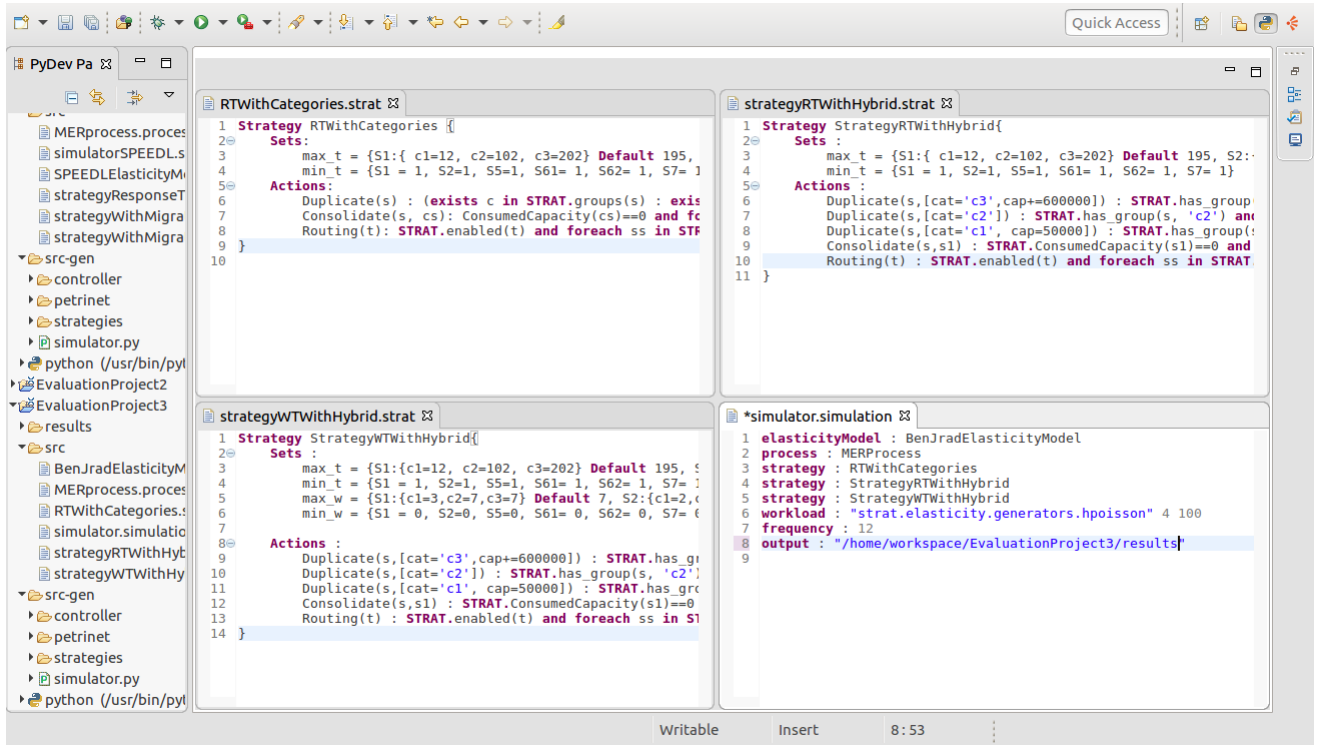 Quick Access
PyDev Pa
MERproces.proces
simulatorSPEEDL.s
SPEEDLElasticityM
strategyResponseT
strategyWithMigra
strategyWithMigra
src-gen
controller
petrinet
strategies
simulator.py
python (/usr/bin/pyt
EvaluationProject2
EvaluationProject3
results
src
BenJradElasticityM
MERprocess.proces
RTWithCategories.s
simulator.simulatio
strategyRTWithHyb
strategyWTWithHy
src-gen
controller
petrinet
strategies
simulator.py
python (/usr/bin/pyt
RTWithCategories.strat
1 Strategy RTWithCategories {
2 Sets:
3 max_t = {S1:{ c1=12, c2=102, c3=202} Default 195,
4 min_t = {S1 = 1, S2=1, S5=1, S61= 1, S62= 1, S7= 1
5 Actions:
6 Duplicate(s) : (exists c in STRAT.groups(s) : exis
7 Consolidate(s, cs): ConsumedCapacity(cs)==0 and fo
8 Routing(t): STRAT.enabled(t) and foreach ss in STR
9 }
10
strategyRTWithHybrid.strat
1 Strategy StrategyRTWithHybrid{
2 Sets :
3 max_t = {S1:{ c1=12, c2=102, c3=202} Default 195, S2:
4 min_t = {S1 = 1, S2=1, S5=1, S61= 1, S62= 1, S7= 1}
5 Actions :
6 Duplicate(s,[cat='c3',cap+=600000]) : STRAT.has_group
7 Duplicate(s,[cat='c2']) : STRAT.has_group(s, 'c2') and
8 Duplicate(s,[cat='c1', cap=50000]) : STRAT.has_group(s
9 Consolidate(s,s1) : STRAT.ConsumedCapacity(s1)==0 and
10 Routing(t) : STRAT.enabled(t) and foreach ss in STRAT.
11 }
strategyWTWithHybrid.strat
1 Strategy StrategyWTWithHybrid{
2 Sets :
3 max_t = {S1:{c1=12, c2=102, c3=202} Default 195, S
4 min_t = {S1 = 1, S2=1, S5=1, S61= 1, S62= 1, S7= 1
5 max_w = {S1:{c1=3,c2=7,c3=7} Default 7, S2:{c1=2,c
6 min_w = {S1 = 0, S2=0, S5=0, S61= 0, S62= 0, S7= 0
7
8 Actions :
9 Duplicate(s,[cat='c3',cap+=600000]) : STRAT.has_gr
10 Duplicate(s,[cat='c2']) : STRAT.has_group(s, 'c2')
11 Duplicate(s,[cat='c1', cap=50000]) : STRAT.has_gro
12 Consolidate(s,s1) : STRAT.ConsumedCapacity(s1)==0
13 Routing(t) : STRAT.enabled(t) and foreach ss in ST
14 }
*simulator.simulation
1 elasticityModel : BenJradElasticityModel
2 process : MERProcess
3 strategy : RTWithCategories
4 strategy : StrategyRTWithHybrid
5 strategy : StrategyWTWithHybrid
6 workload : "strat.elasticity.generators.hpoisson" 4 100
7 frequency : 12
8 output : "/home/workspace/EvaluationProject3/results"
9
Writable
Insert
8:53